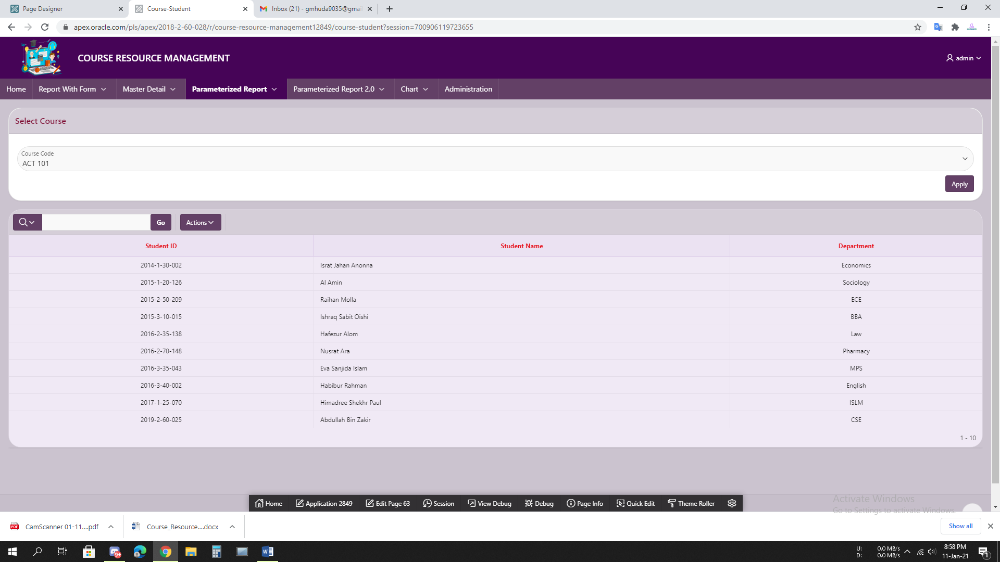 Page Designer
Course-Student
Inbox (21) - gmhuda9035@gmai
apex.oracle.com/pls/apex/2018-2-60-028/r/course-resource-management12849/course-student?session=700906119723655
COURSE RESOURCE MANAGEMENT
admin
Home Report With Form Master Detail Parameterized Report Parameterized Report 2.0 Chart Administration
Select Course
Course Code
ACT 101
Apply
Go Actions
Student ID Student Name Department
2014-1-30-002 Israt Jahan Anonna Economics
2015-1-20-126 Al Amin Sociology
2015-2-50-209 Raihan Molla ECE
2015-3-10-015 Ishraq Sabit Oishi BBA
2016-2-35-138 Hafezur Alom Law
2016-2-70-148 Nusrat Ara Pharmacy
2016-3-35-043 Eva Sanjida Islam MPS
2016-3-40-002 Habibur Rahman English
2017-1-25-070 Himadree Shekhr Paul ISLM
2019-2-60-025 Abdullah Bin Zakir CSE
1 - 10
Home Application 2849 Edit Page 63 Session View Debug Debug Page Info Quick Edit Theme Roller
Activate Windows
Go to Settings to activate Windows.
PDF CamScanner 01-11....pdf
Course_Resource....docx
Show all
9+
U: 0.0 MB/s
D: 0.0 MB/s
8:58 PM
11-Jan-21
1